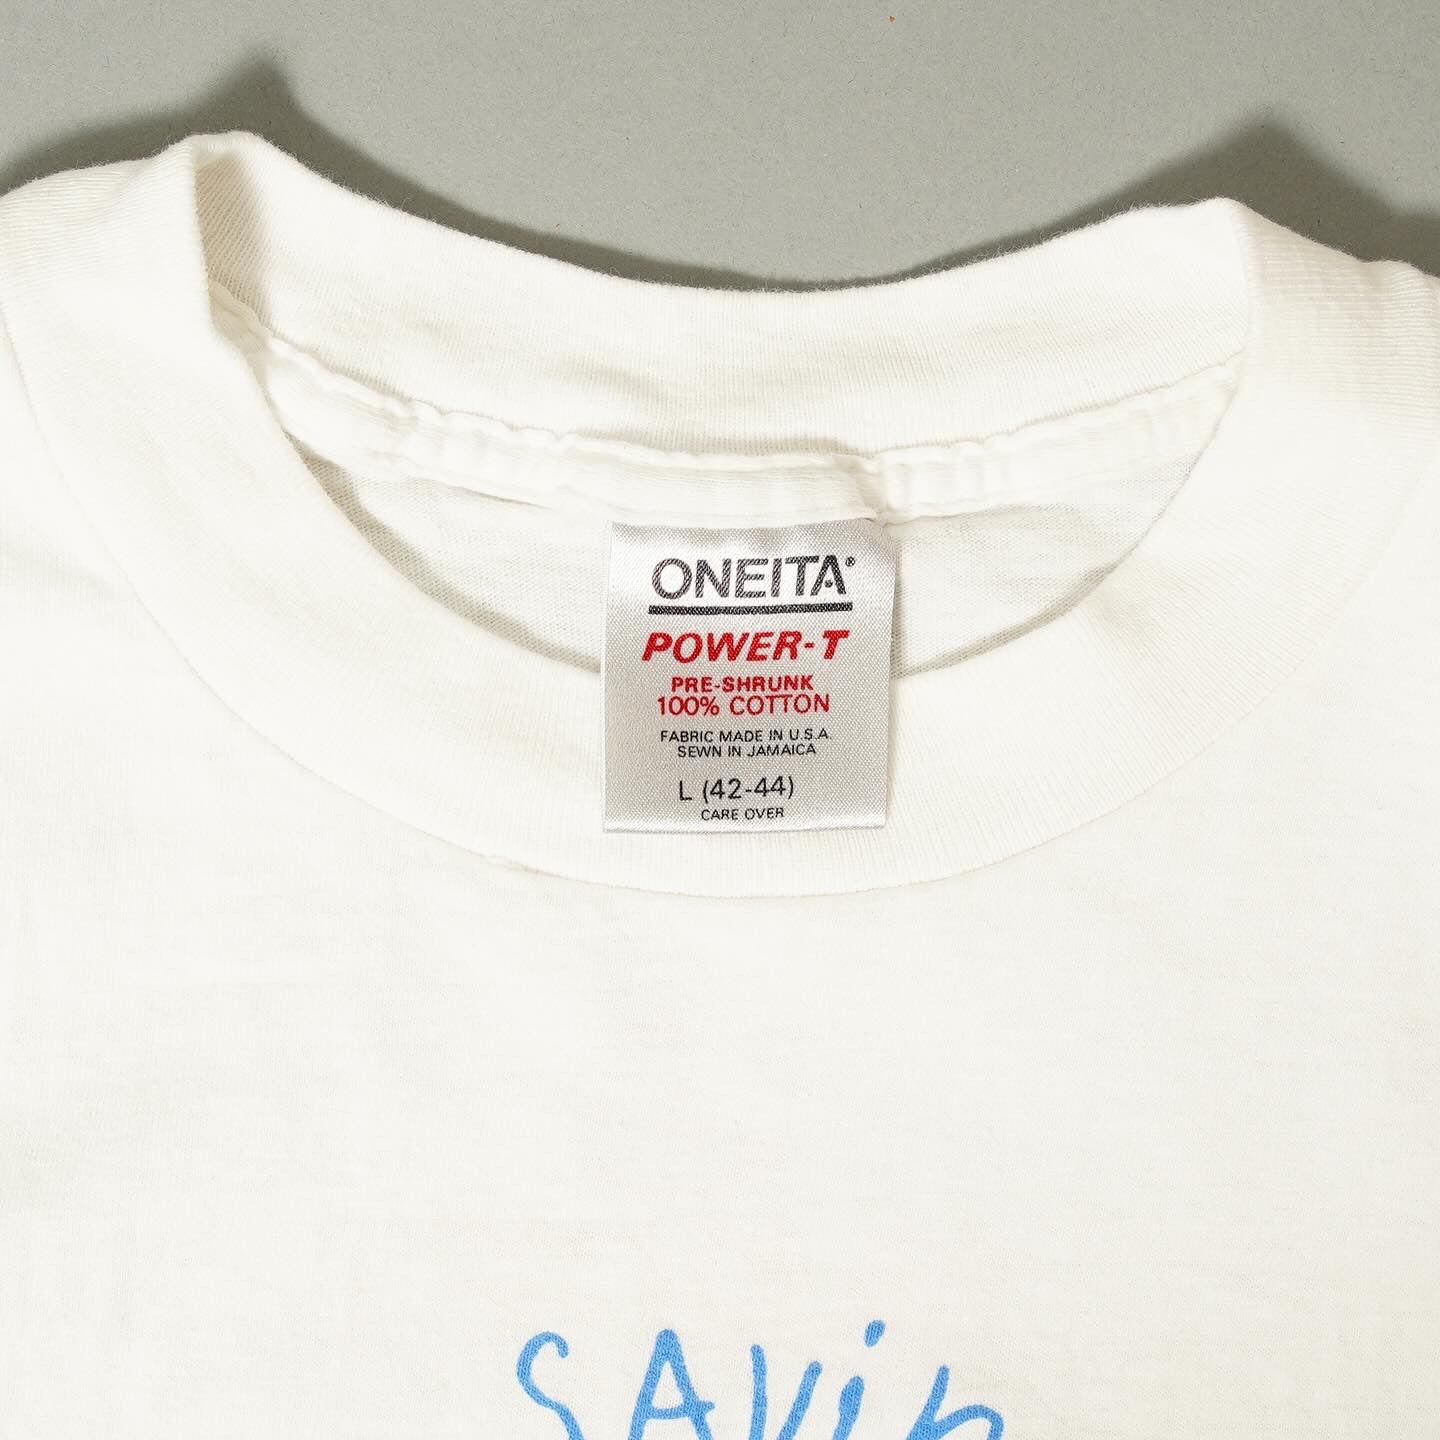 ONEITA®
POWER-T
PRE-SHRUNK
100% COTTON
FABRIC MADE IN U.S.A.
SEWN IN JAMAICA
L (42-44)
CARE OVER